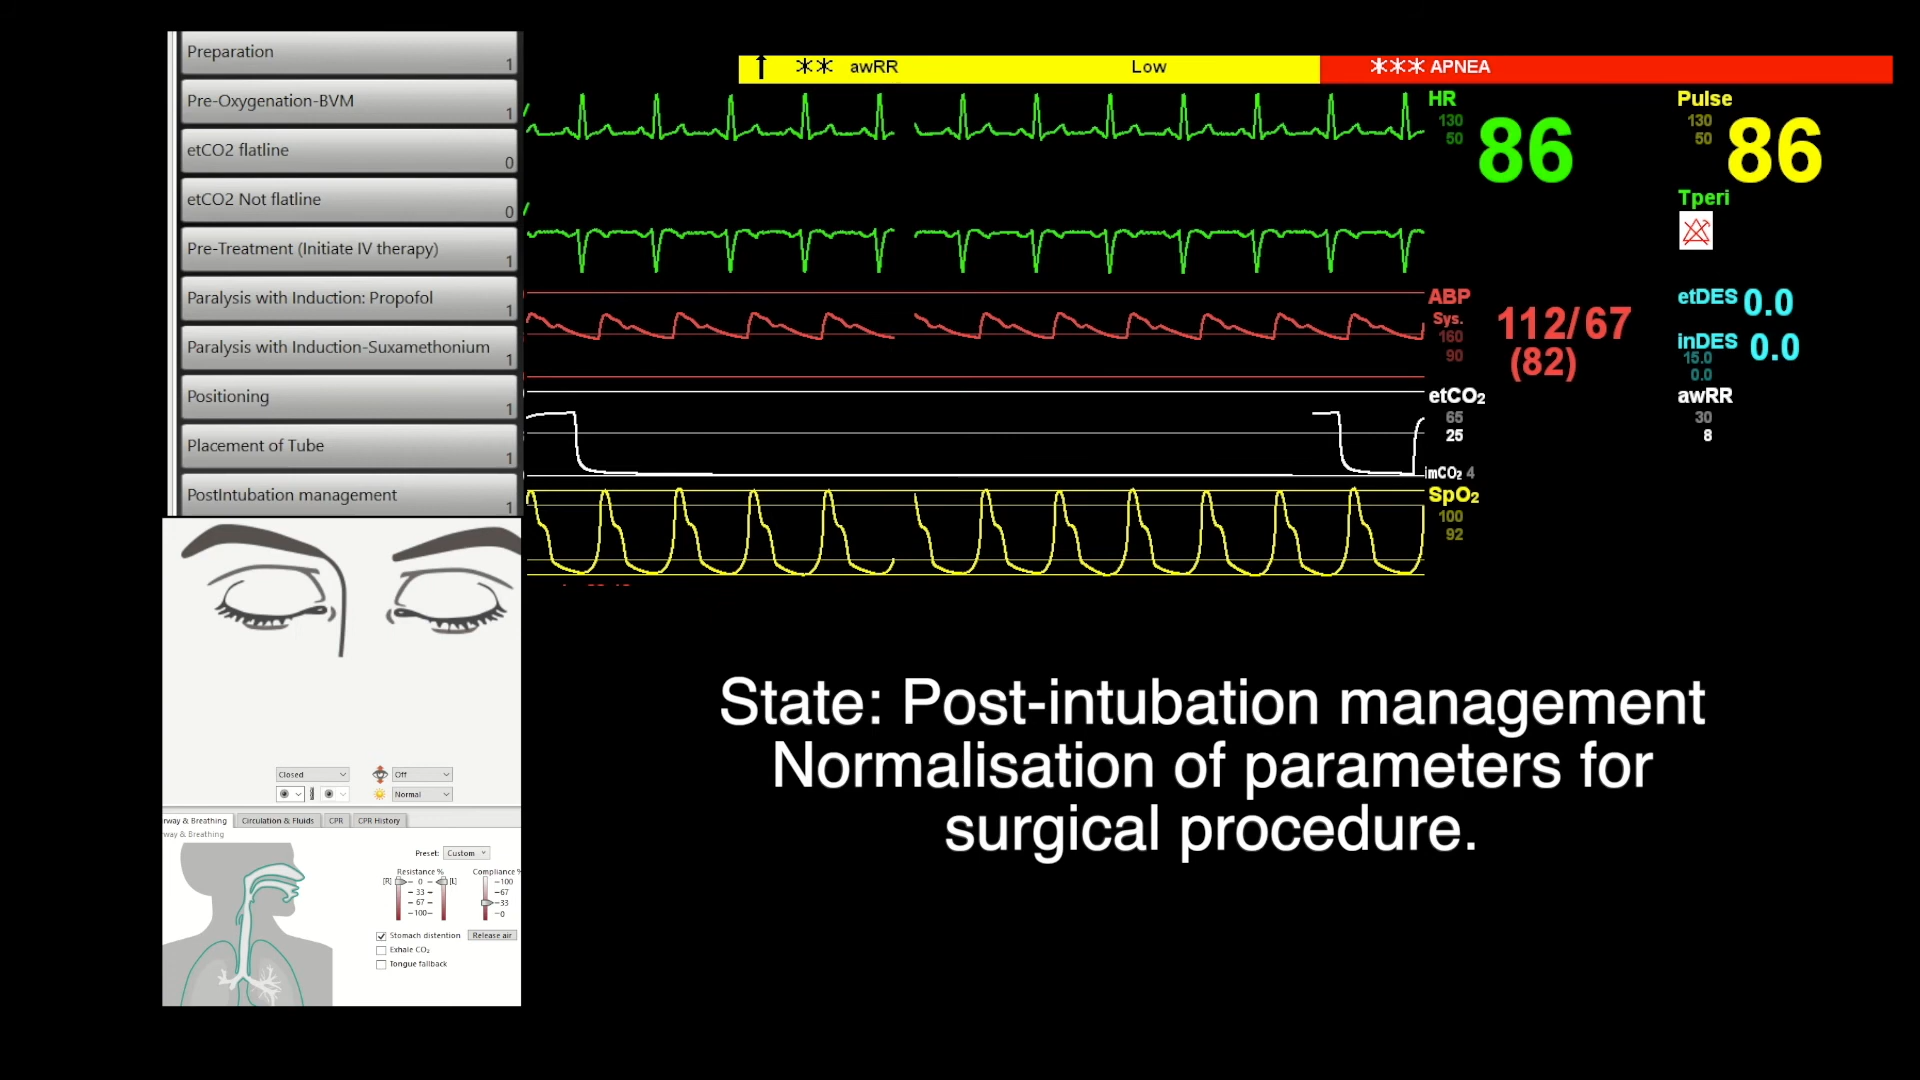 Preparation
1
Pre-Oxygenation-BVM
1
etCO2 flatline
0
etCO2 Not flatline
0
Pre-Treatment (Initiate IV therapy)
1
Paralysis with Induction: Propofol
1
Paralysis with Induction-Suxamethonium
1
Positioning
1
Placement of Tube
1
PostIntubation management
1
** awRR Low *** APNEA
HR
130
50
86
Pulse
130
50
86
Tperi
ABP
Sys.
160
90
112/67
(82)
etDES 0.0
inDES 0.0
15.0
0.0
etCO₂
65
25
imCO₂ 4
awRR
30
8
SpO₂
100
92
State: Post-intubation management
Normalisation of parameters for
surgical procedure.
Closed
Off
Normal
rway & Breathing Circulation & Fluids CPR CPR History
way & Breathing
Preset: Custom
Resistance %
[R] 0 [L]
33
67
100
Compliance %
100
67
33
0
Stomach distention Release air
Exhale CO₂
Tongue fallback